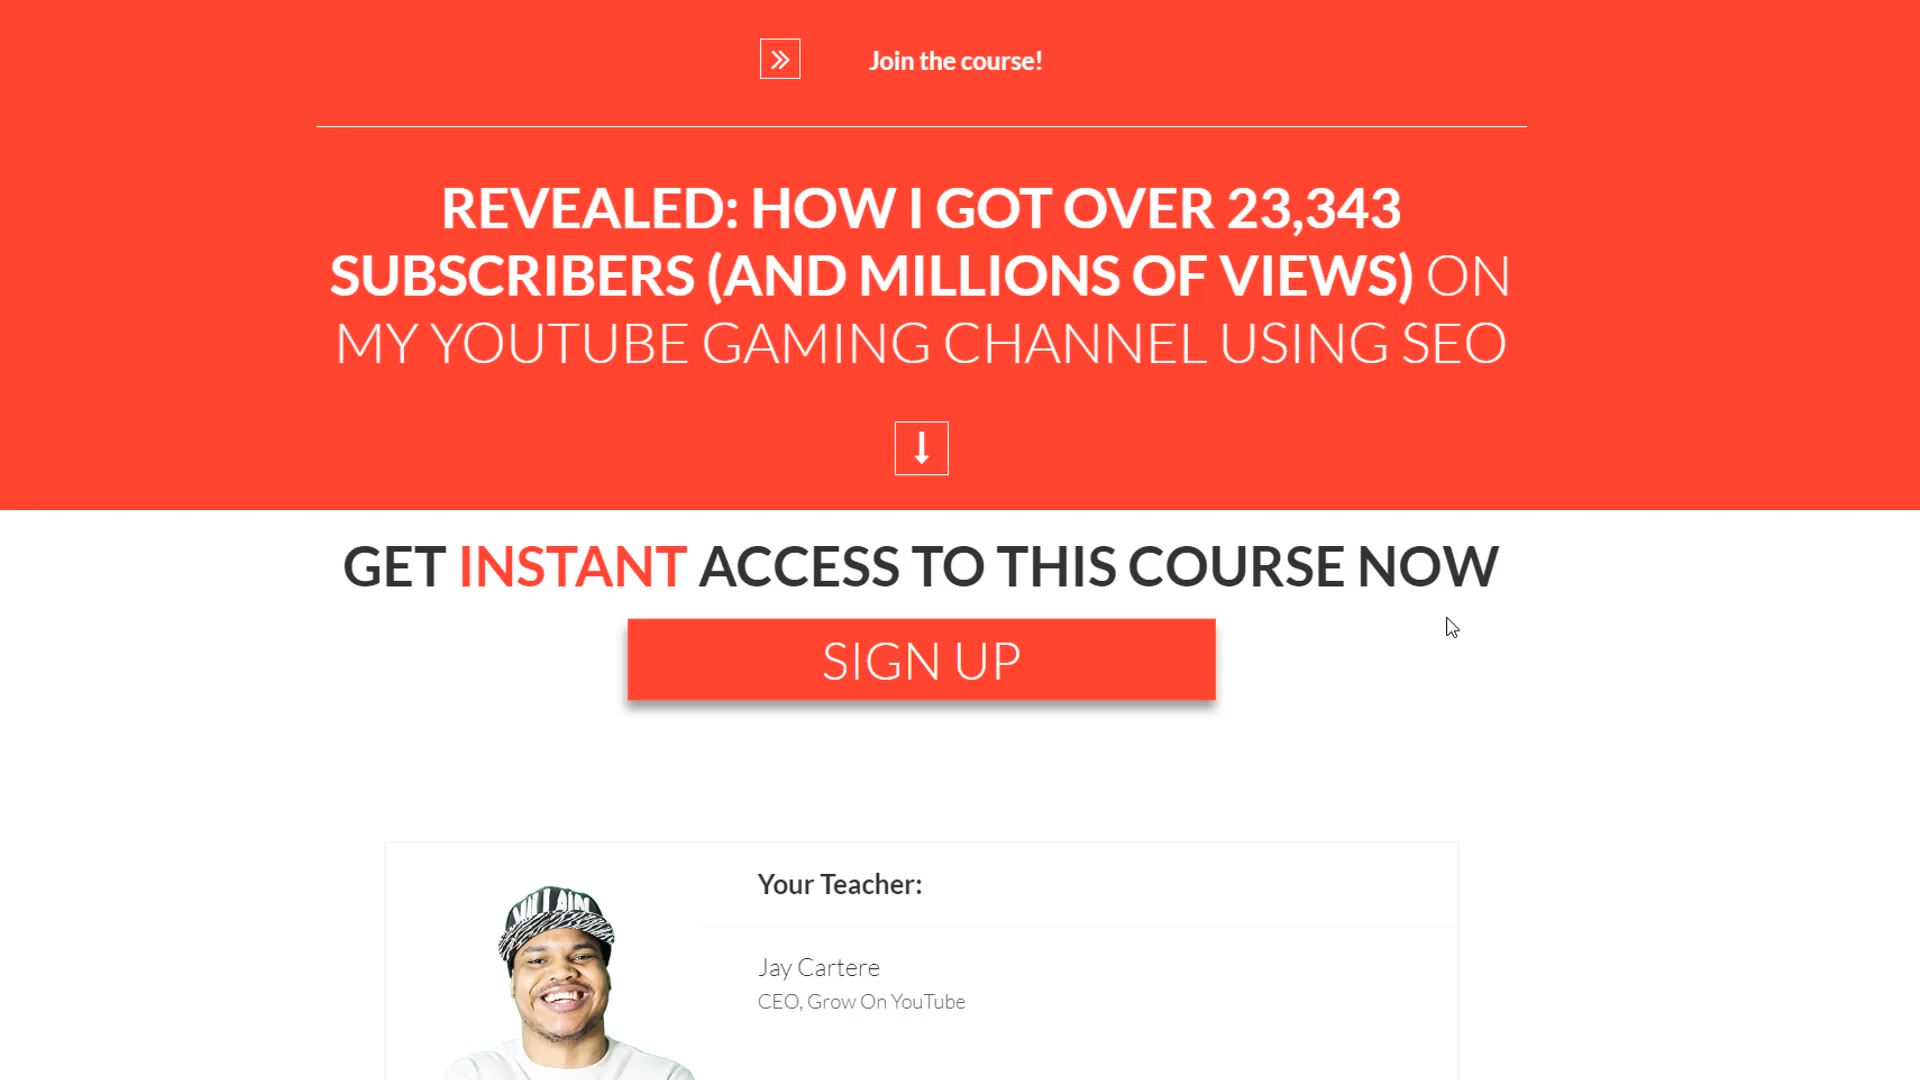 Join the course!
REVEALED: HOW I GOT OVER 23,343
SUBSCRIBERS (AND MILLIONS OF VIEWS) ON
MY YOUTUBE GAMING CHANNEL USING SEO
GET INSTANT ACCESS TO THIS COURSE NOW
SIGN UP
Your Teacher:
Jay Cartere
CEO, Grow On YouTube